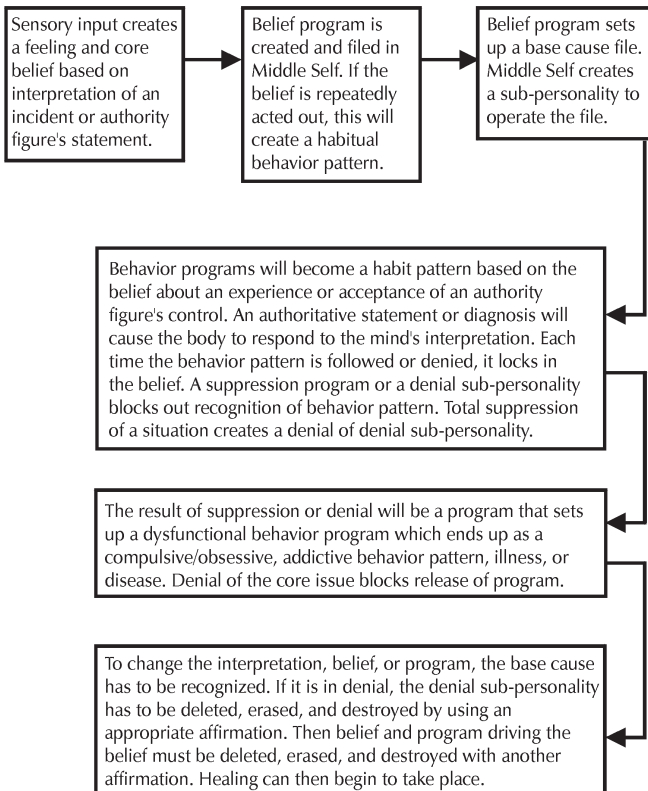 Sensory input creates
a feeling and core
belief based on
interpretation of an
incident or authority
figure's statement.
Belief program is
created and filed in
Middle Self. If the
belief is repeatedly
acted out, this will
create a habitual
behavior pattern.
Belief program sets
up a base cause file.
Middle Self creates
a sub-personality to
operate the file.
Behavior programs will become a habit pattern based on the
belief about an experience or acceptance of an authority
figure's control. An authoritative statement or diagnosis will
cause the body to respond to the mind's interpretation. Each
time the behavior pattern is followed or denied, it locks in
the belief. A suppression program or a denial sub-personality
blocks out recognition of behavior pattern. Total suppression
of a situation creates a denial of denial sub-personality.
The result of suppression or denial will be a program that sets
up a dysfunctional behavior program which ends up as a
compulsive/obsessive, addictive behavior pattern, illness, or
disease. Denial of the core issue blocks release of program.
To change the interpretation, belief, or program, the base cause
has to be recognized. If it is in denial, the denial sub-personality
has to be deleted, erased, and destroyed by using an
appropriate affirmation. Then belief and program driving the
belief must be deleted, erased, and destroyed with another
affirmation. Healing can then begin to take place.